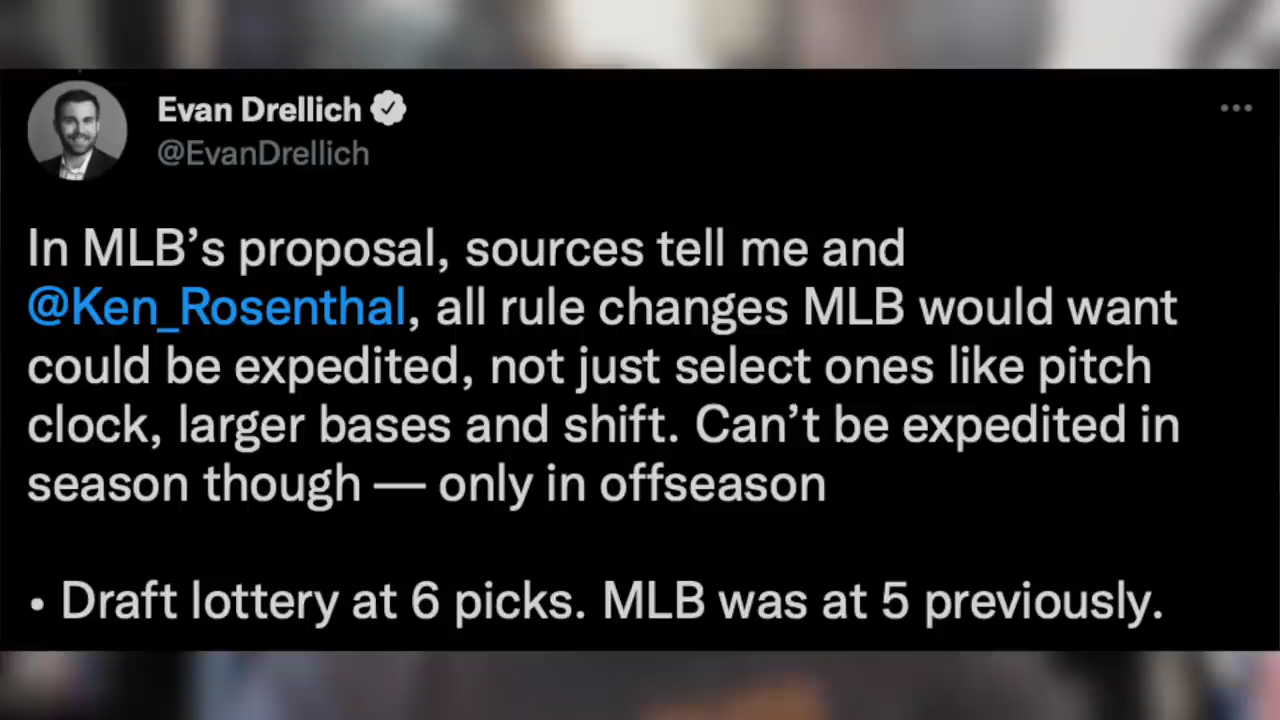 Evan Drellich
@EvanDrellich
In MLB’s proposal, sources tell me and
@Ken_Rosenthal, all rule changes MLB would want
could be expedited, not just select ones like pitch
clock, larger bases and shift. Can’t be expedited in
season though — only in offseason
• Draft lottery at 6 picks. MLB was at 5 previously.